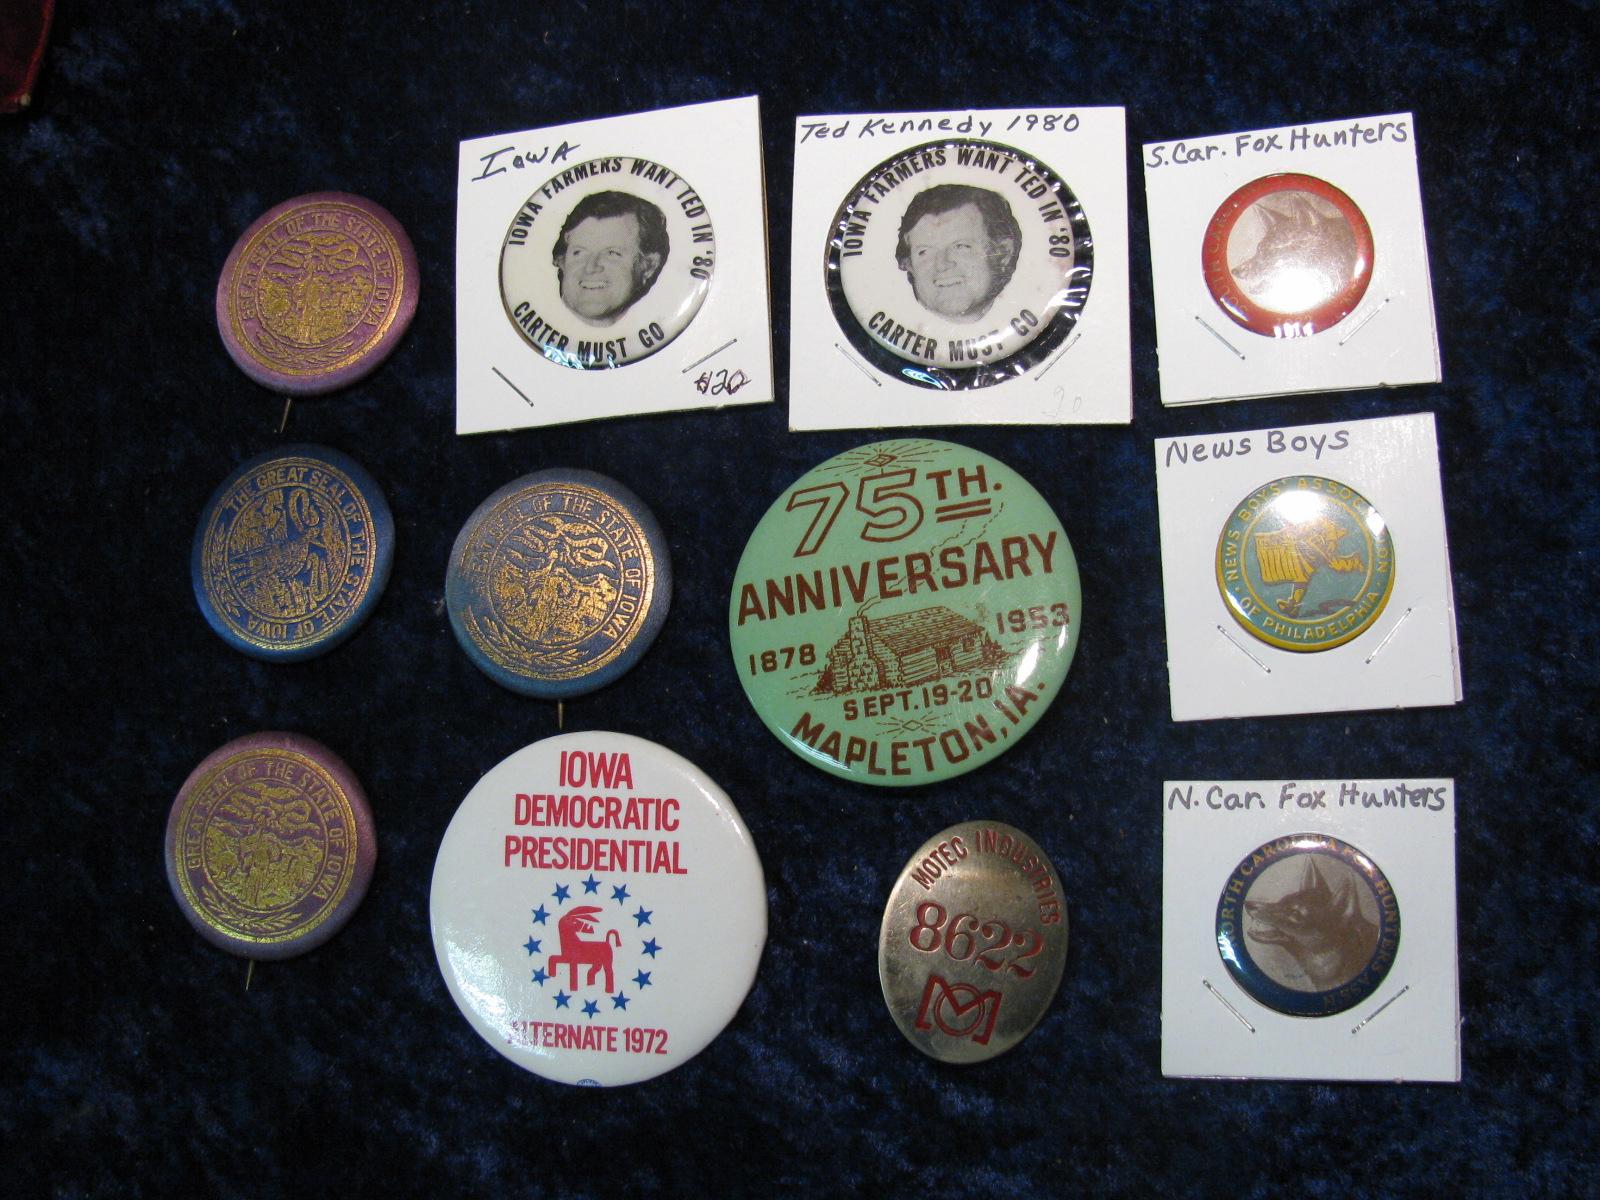 GREAT SEAL OF THE STATE OF IOWA
Iowa
IOWA FARMERS WANT TED IN '80
CARTER MUST GO
$20
Ted Kennedy 1980
IOWA FARMERS WANT TED IN '80
CARTER MUST GO
S. Car. Fox Hunters
THE GREAT SEAL OF THE STATE OF IOWA
SEAL OF THE STATE OF IOWA
75TH.
ANNIVERSARY
1878 1953
SEPT. 19-20
MAPLETON, IA.
News Boys
NEWS BOYS' ASSOCIATION
OF PHILADELPHIA
GREAT SEAL OF THE STATE OF IOWA
IOWA
DEMOCRATIC
PRESIDENTIAL
ALTERNATE 1972
MOTEC INDUSTRIES
8622
N. Car. Fox Hunters
NORTH CAROLINA FOX HUNTERS ASS'N